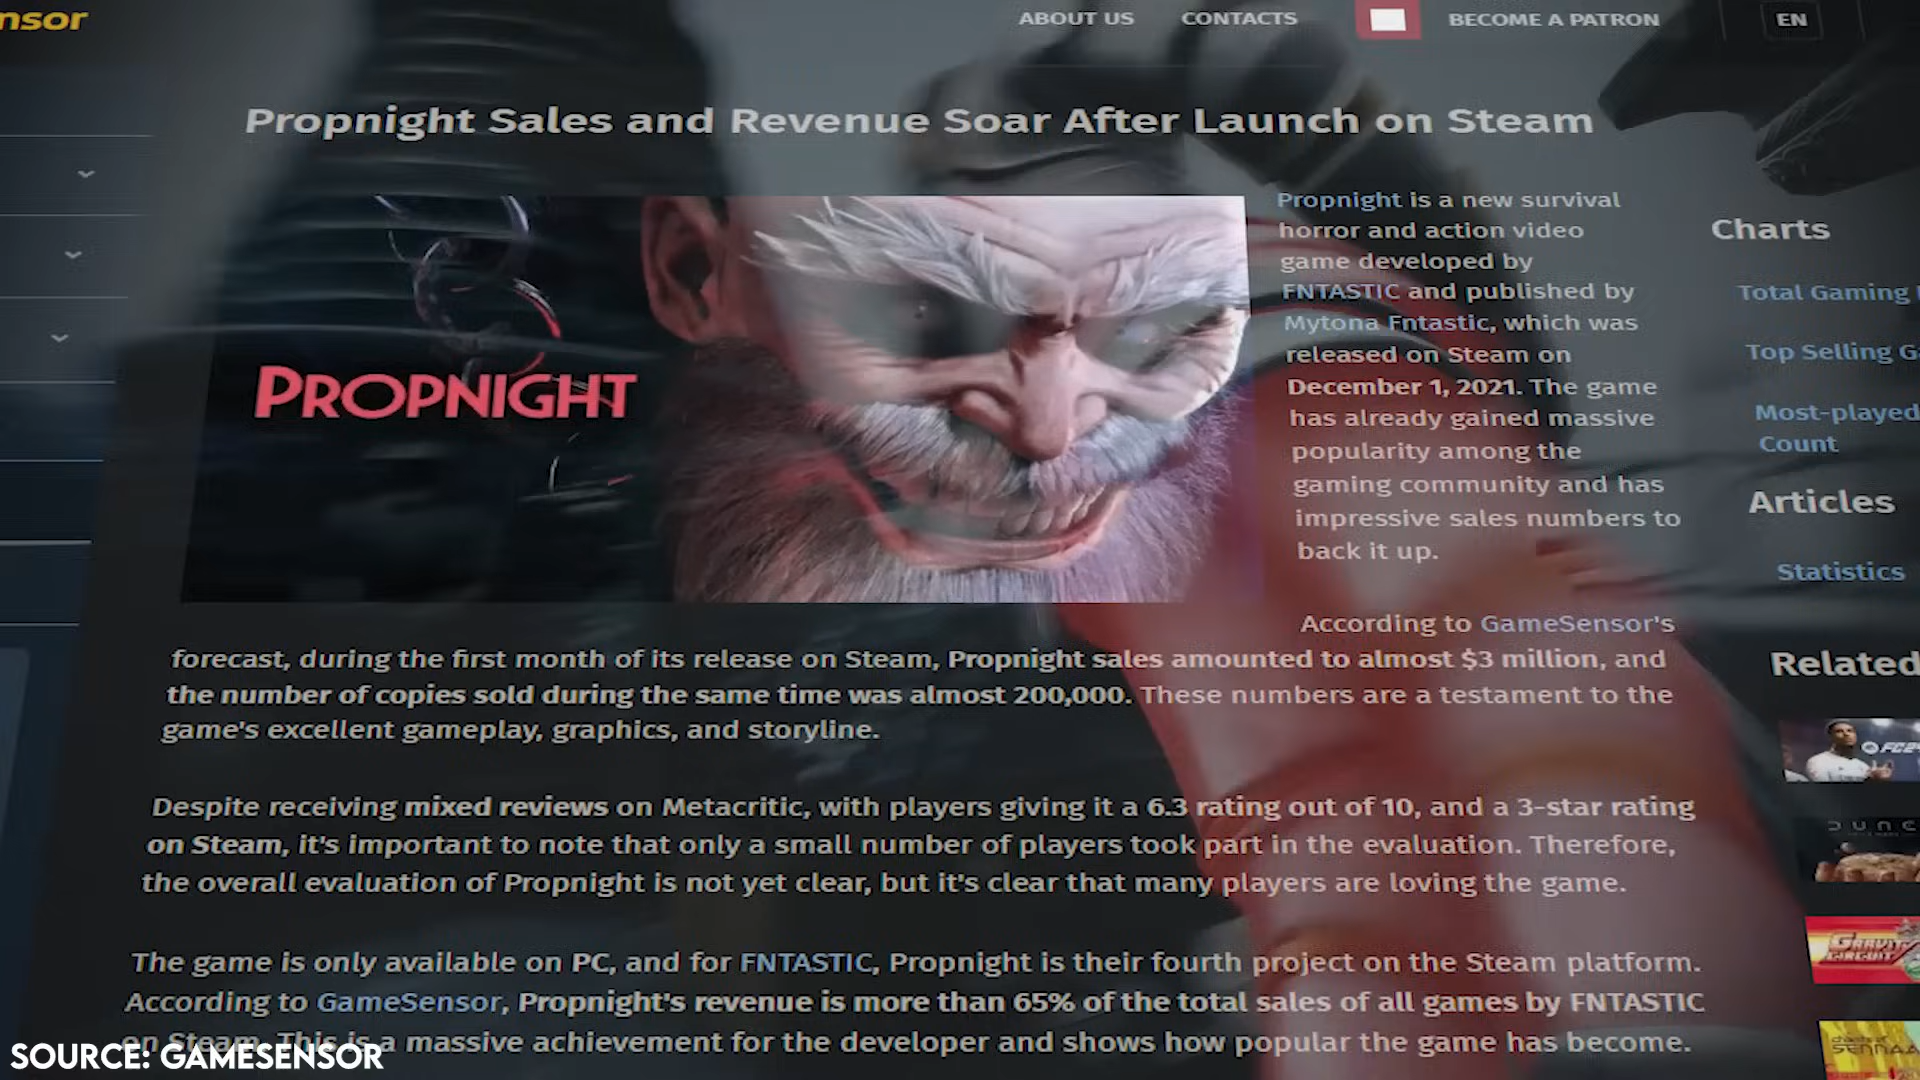 nsor
ABOUT US
CONTACTS
BECOME A PATRON
EN
Propnight Sales and Revenue Soar After Launch on Steam
PROPNIGHT
Propnight is a new survival
horror and action video
game developed by
FNTASTIC and published by
Mytona Fntastic, which was
released on Steam on
December 1, 2021. The game
has already gained massive
popularity among the
gaming community and has
impressive sales numbers to
back it up.
According to GameSensor's
forecast, during the first month of its release on Steam, Propnight sales amounted to almost $3 million, and
the number of copies sold during the same time was almost 200,000. These numbers are a testament to the
game's excellent gameplay, graphics, and storyline.
Despite receiving mixed reviews on Metacritic, with players giving it a 6.3 rating out of 10, and a 3-star rating
on Steam, it's important to note that only a small number of players took part in the evaluation. Therefore,
the overall evaluation of Propnight is not yet clear, but it's clear that many players are loving the game.
The game is only available on PC, and for FNTASTIC, Propnight is their fourth project on the Steam platform.
According to GameSensor, Propnight's revenue is more than 65% of the total sales of all games by FNTASTIC
on Steam. This is a massive achievement for the developer and shows how popular the game has become.
Charts
Total Gaming
Top Selling G
Most-played
Count
Articles
Statistics
Related
FC24
DUNE
GRAVITY
CIRCUIT
chants of
SENNAA
SOURCE: GAMESENSOR